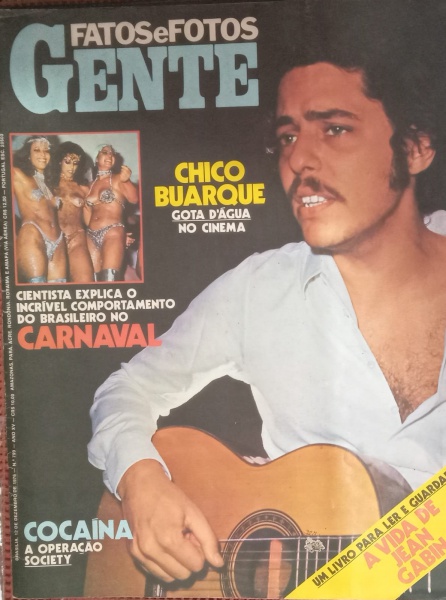 FATOSeFOTOS
GENTE
CHICO
BUARQUE
GOTA D'ÁGUA
NO CINEMA
CIENTISTA EXPLICA O
INCRÍVEL COMPORTAMENTO
DO BRASILEIRO NO
CARNAVAL
COCAÍNA
A OPERAÇÃO
SOCIETY
UM LIVRO PARA LER E GUARDA
A VIDA DE
JEAN
GABIN